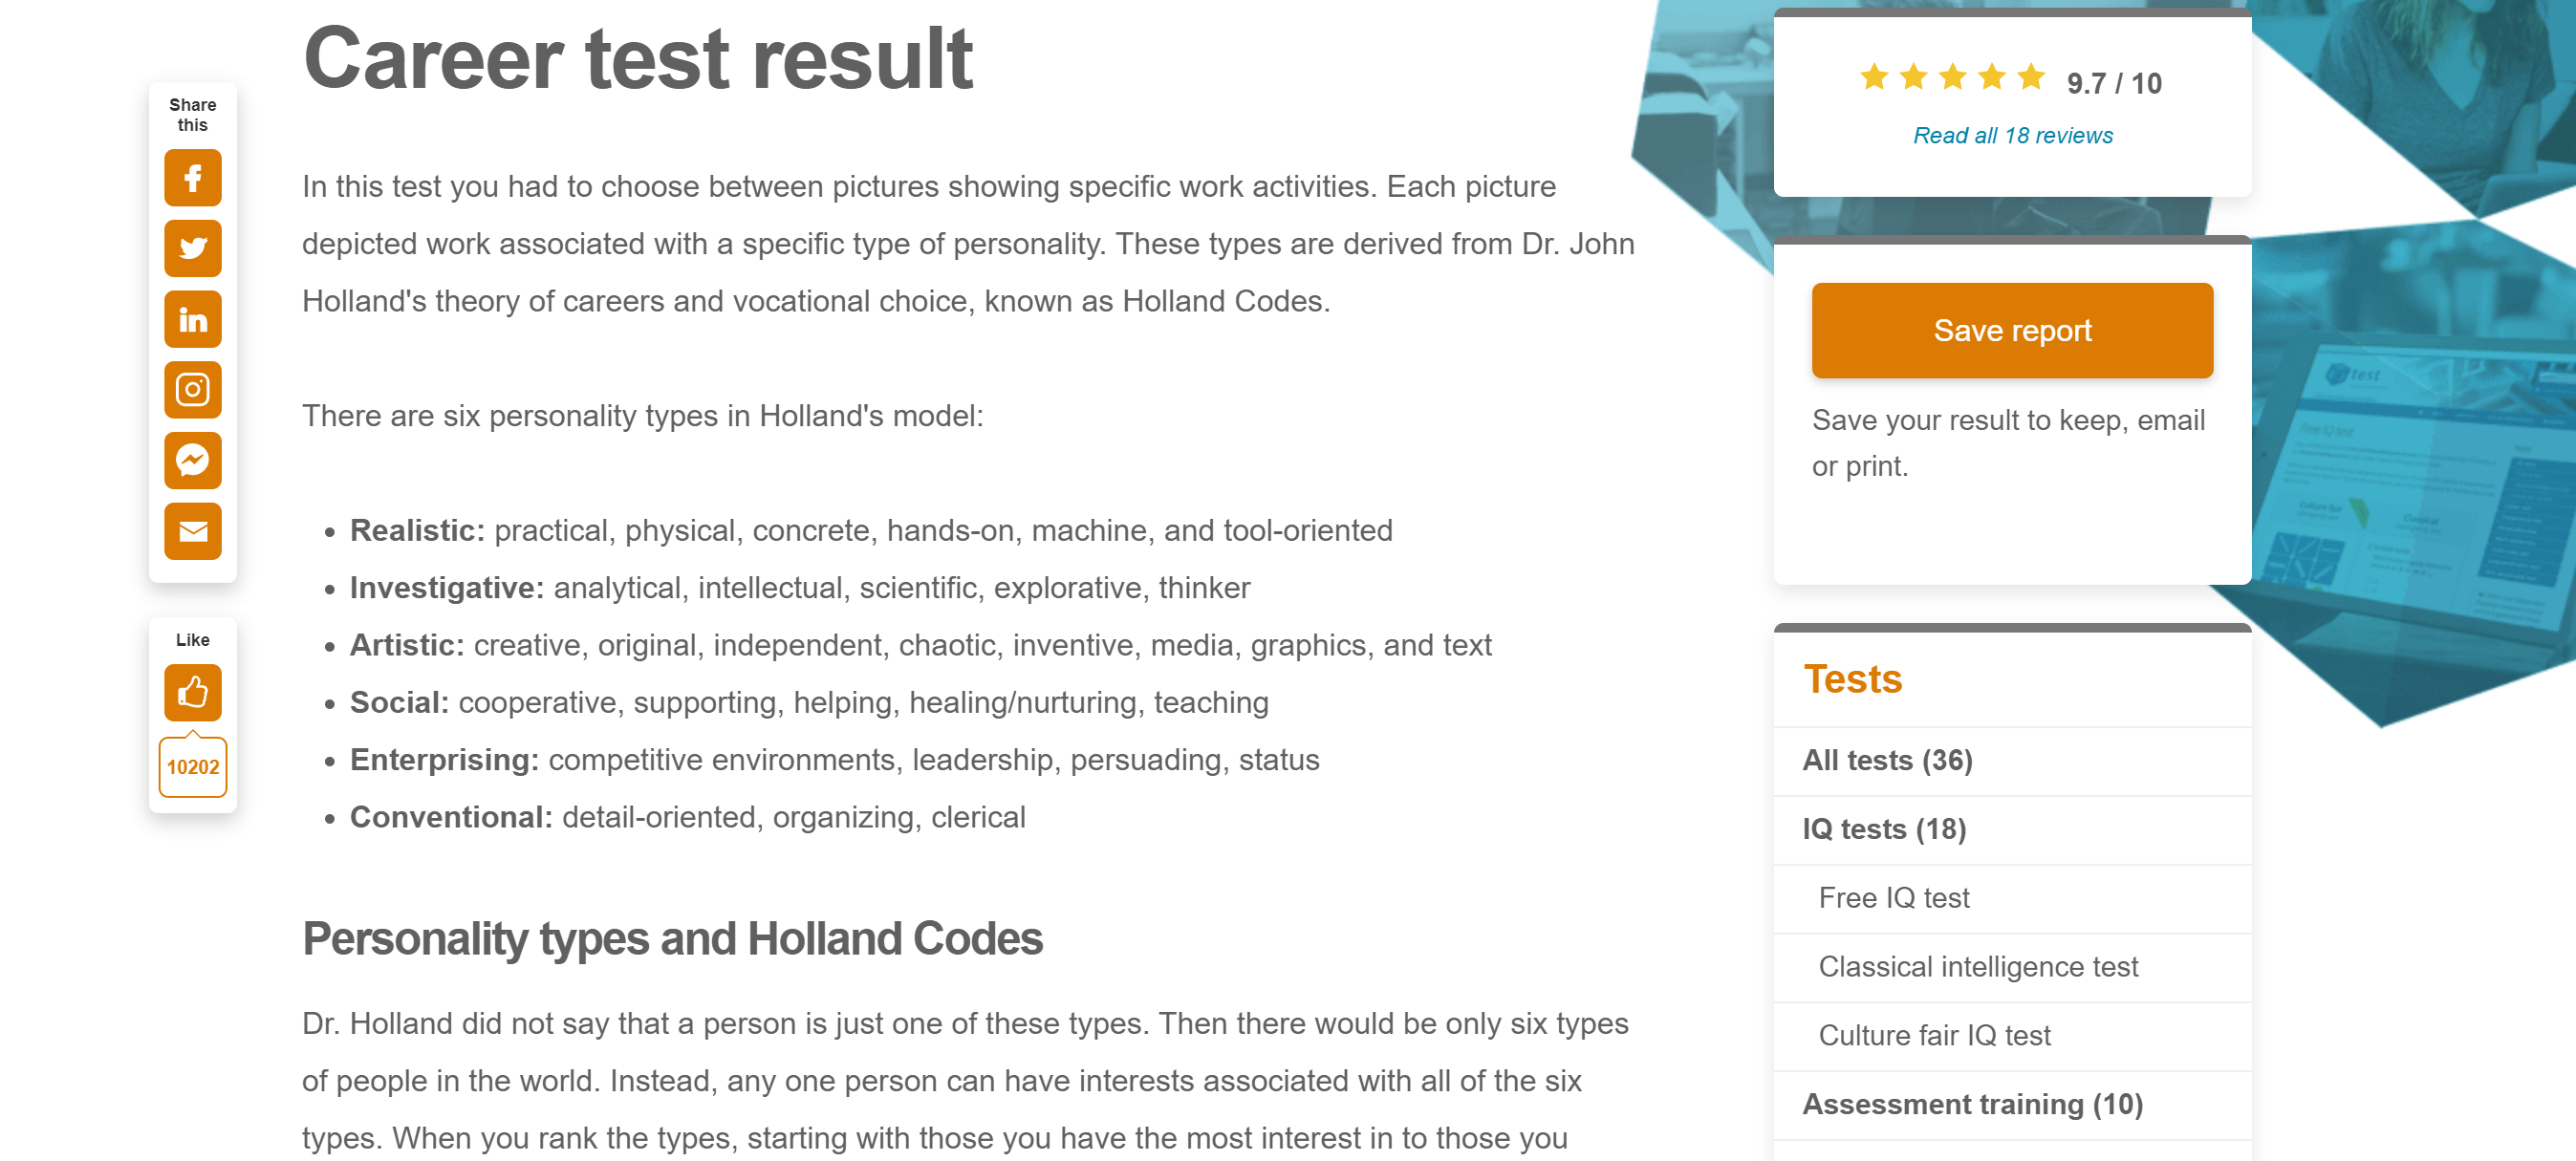 Career test result
Share
this
In this test you had to choose between pictures showing specific work activities. Each picture
depicted work associated with a specific type of personality. These types are derived from Dr. John
Holland's theory of careers and vocational choice, known as Holland Codes.
There are six personality types in Holland's model:
Realistic: practical, physical, concrete, hands-on, machine, and tool-oriented
Investigative: analytical, intellectual, scientific, explorative, thinker
Artistic: creative, original, independent, chaotic, inventive, media, graphics, and text
Social: cooperative, supporting, helping, healing/nurturing, teaching
Enterprising: competitive environments, leadership, persuading, status
Conventional: detail-oriented, organizing, clerical
Like
10202
Personality types and Holland Codes
Dr. Holland did not say that a person is just one of these types. Then there would be only six types
of people in the world. Instead, any one person can have interests associated with all of the six
types. When you rank the types, starting with those you have the most interest in to those you
9.7 / 10
Read all 18 reviews
Save report
Save your result to keep, email
or print.
test
Free IQ test
Tests
All tests (36)
IQ tests (18)
Free IQ test
Classical intelligence test
Culture fair IQ test
Assessment training (10)